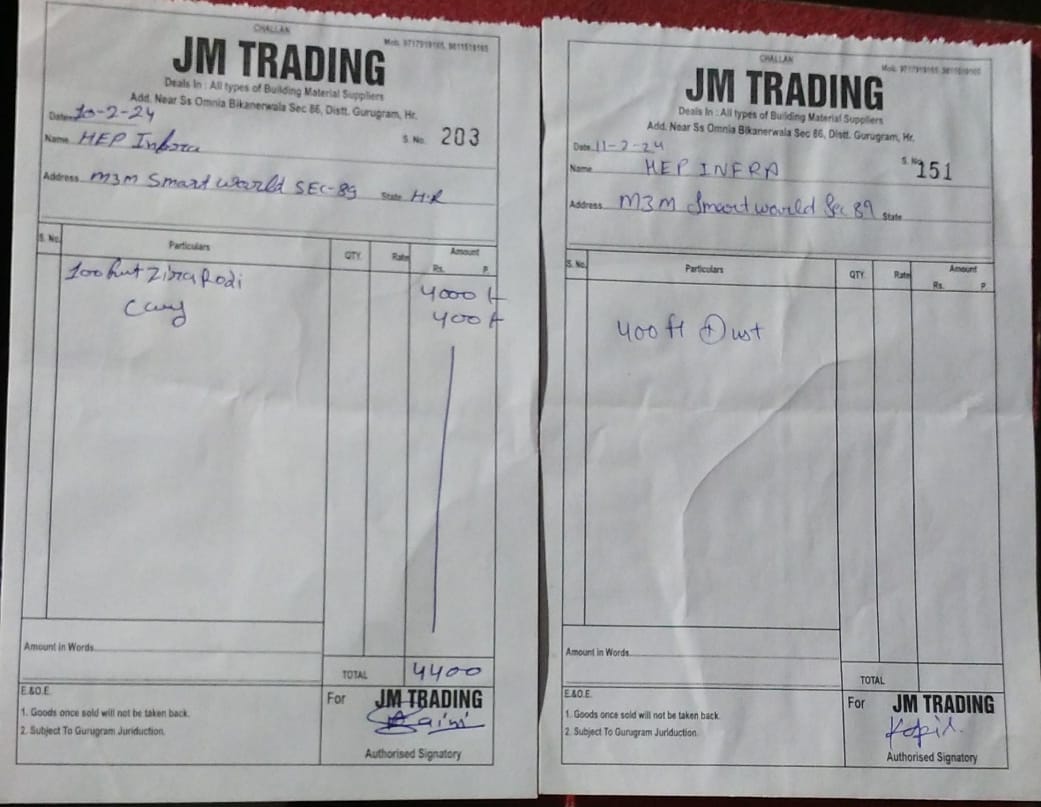 CHALLAN
Mob. 9717919165, 9811519165
JM TRADING
Deals In : All types of Building Material Suppliers
Add. Near Ss Omnia Bikanerwala Sec 86, Distt. Gurugram, Hr.
Date 10-2-24
S. No. 203
Name HEP Infra
Address M3M Smart world SEC-89 State H.R
S. No. Particulars QTY. Rate Amount
Rs. P.
100 fut Zira Rodi 4000
400
TOTAL 4400
Amount in Words
E.&O.E.
1. Goods once sold will not be taken back.
2. Subject To Gurugram Juriduction.
For JM TRADING
Saini
Authorised Signatory
CHALLAN
Mob. 9717919165, 9811519165
JM TRADING
Deals In : All types of Building Material Suppliers
Add. Near Ss Omnia Bikanerwala Sec 86, Distt. Gurugram, Hr.
Date 11-2-24
S. No. 151
Name HEP INFRA
Address M3M Smart world Sec 89 State
S. No. Particulars QTY. Rate Amount
Rs. P.
400 ft Dust
Amount in Words
TOTAL
E.&O.E.
1. Goods once sold will not be taken back.
2. Subject To Gurugram Juriduction.
For JM TRADING
Kapil
Authorised Signatory